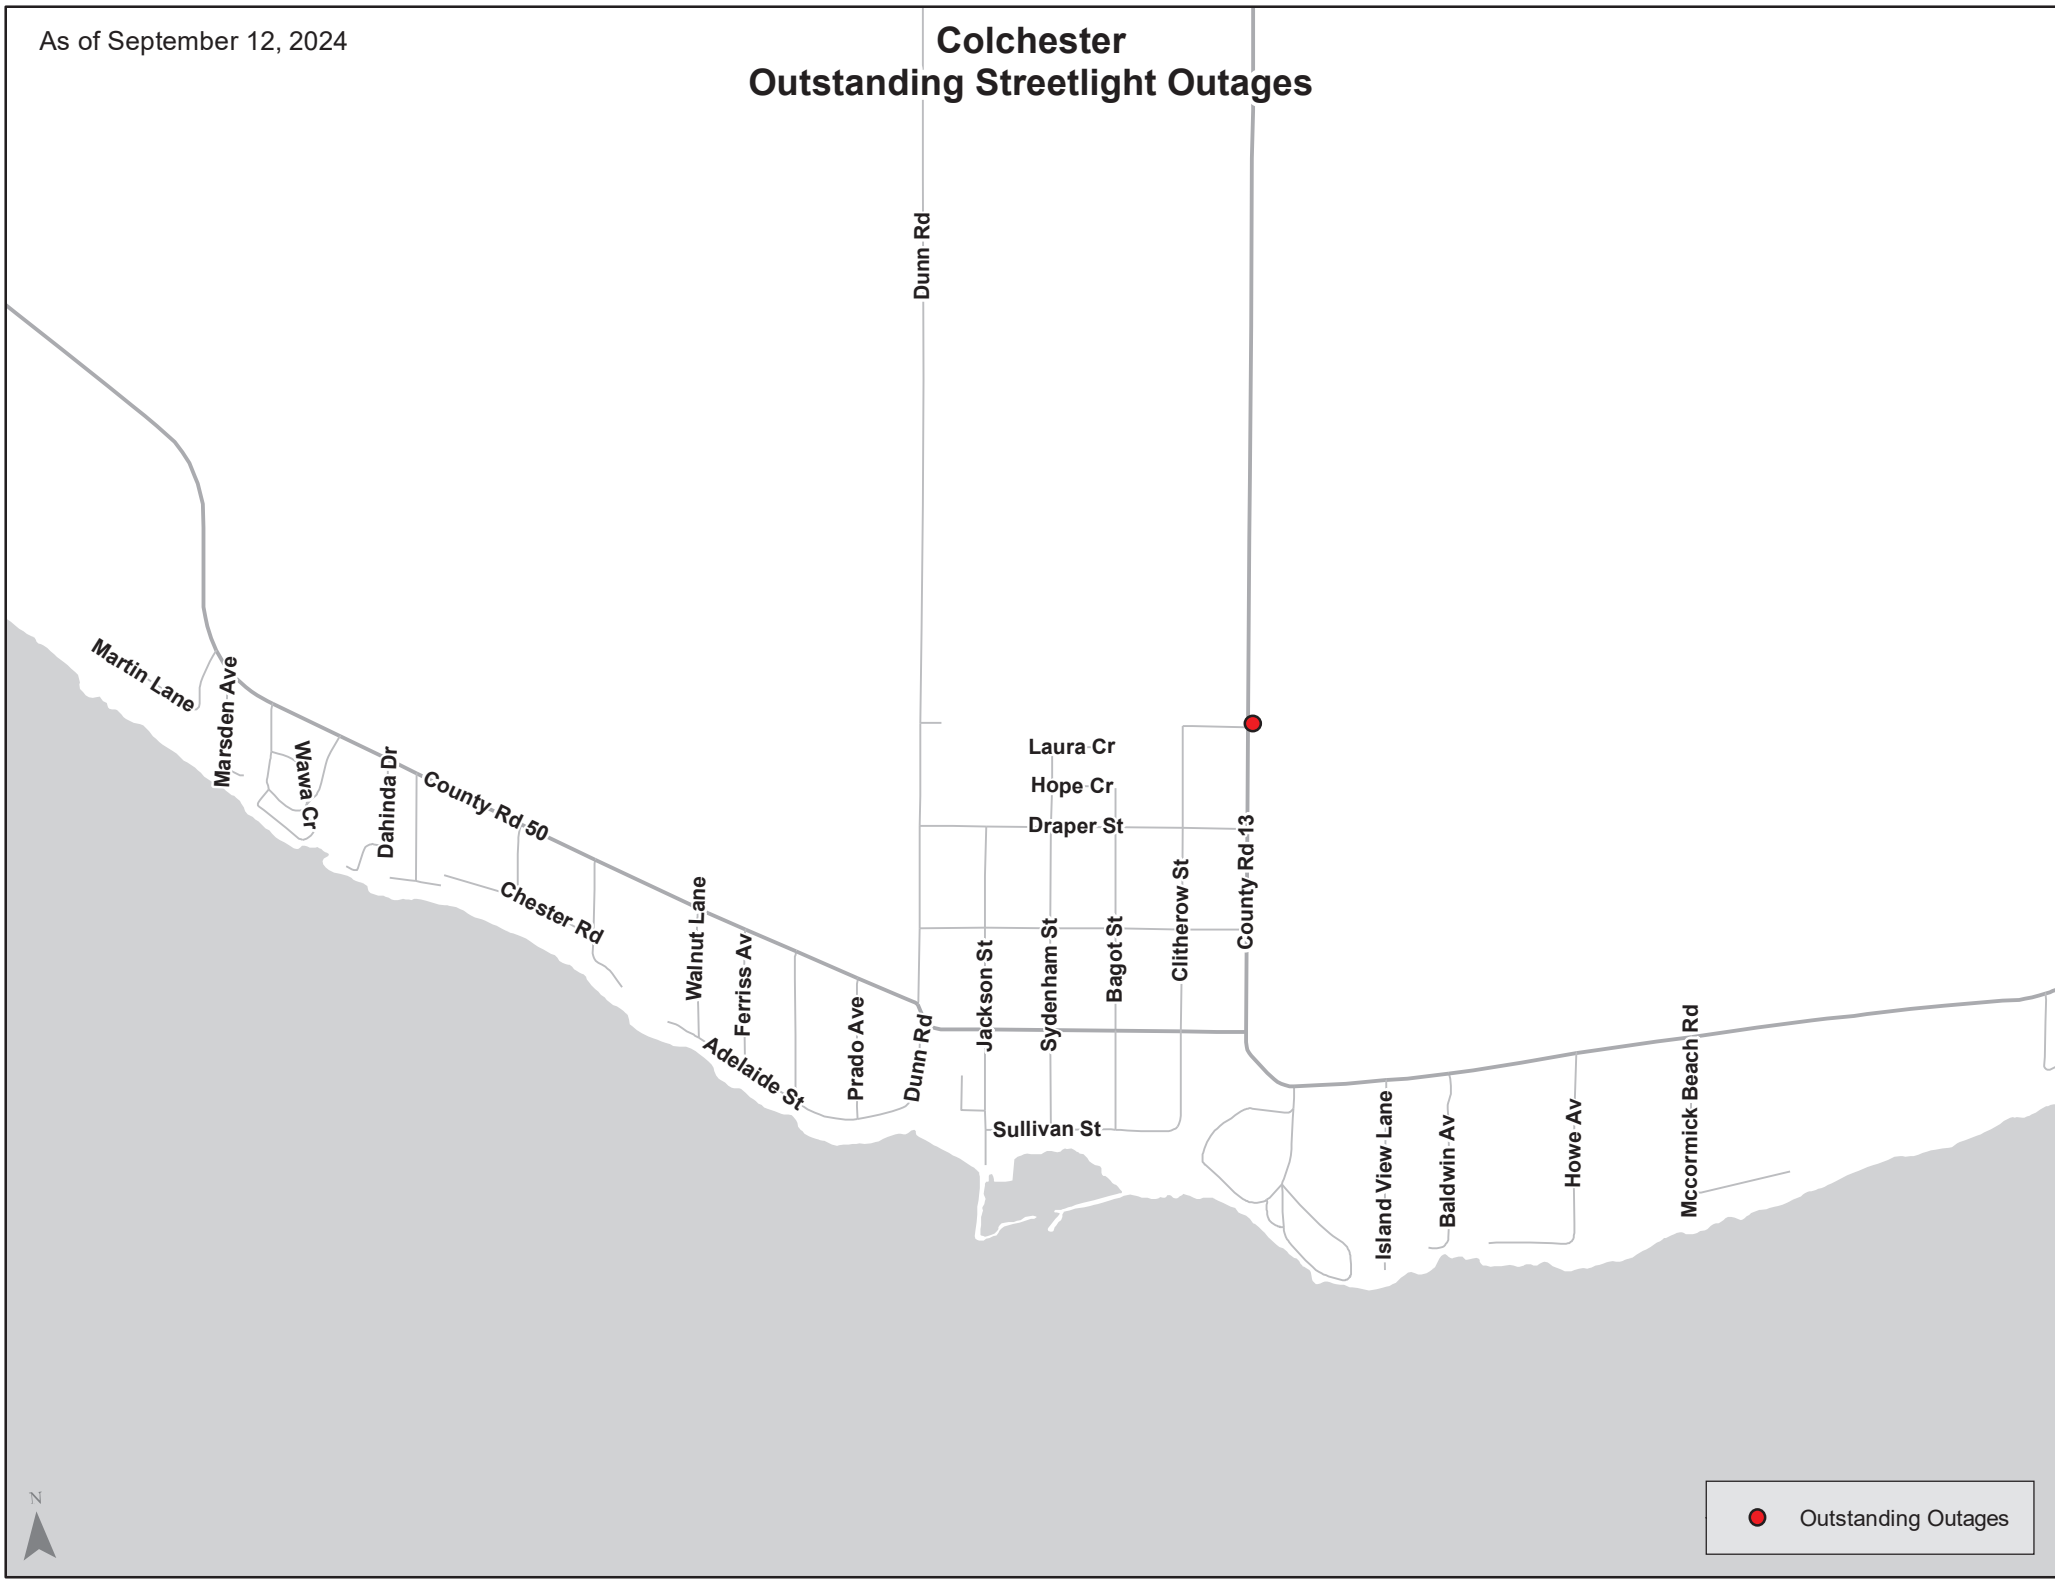 As of September 12, 2024
Colchester
Outstanding Streetlight Outages
Dunn Rd
Martin Lane
Marsden Ave
Wawa Cr
Dahinda Dr
County Rd 50
Chester Rd
Walnut Lane
Ferriss Av
Adelaide St
Prado Ave
Dunn Rd
Laura Cr
Hope Cr
Draper St
Jackson St
Sydenham St
Bagot St
Clitherow St
County Rd 13
Sullivan St
Island View Lane
Baldwin Av
Howe Av
Mccormick Beach Rd
N
Outstanding Outages